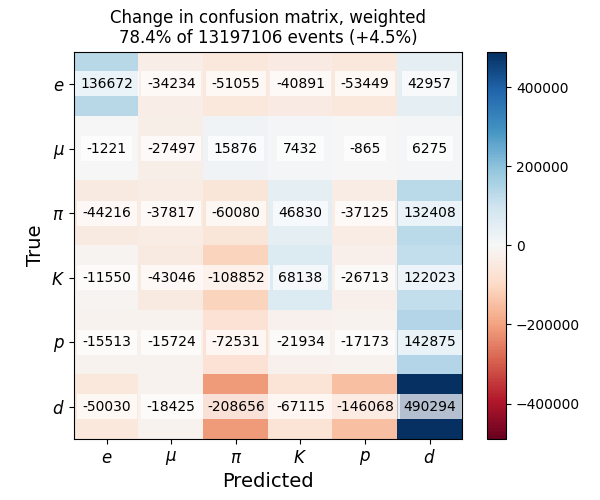 Change in confusion matrix, weighted
78.4% of 13197106 events (+4.5%)
e 136672 -34234 -51055 -40891 -53449 42957
μ -1221 -27497 15876 7432 -865 6275
π -44216 -37817 -60080 46830 -37125 132408
K -11550 -43046 -108852 68138 -26713 122023
p -15513 -15724 -72531 -21934 -17173 142875
d -50030 -18425 -208656 -67115 -146068 490294
e μ π K p d
True
Predicted
400000
200000
0
−200000
−400000